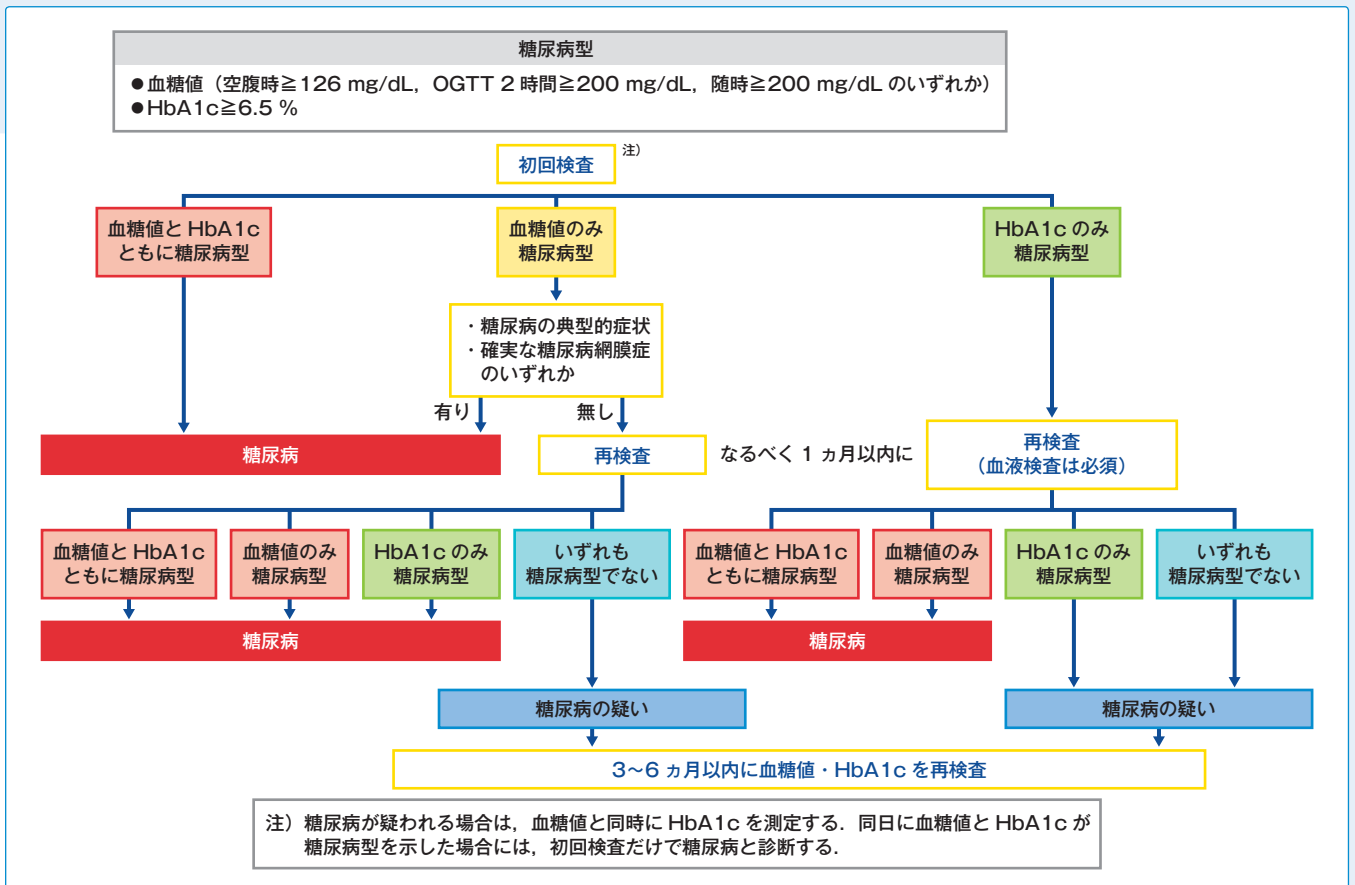 糖尿病型
●血糖値（空腹時≧126 mg/dL，OGTT 2 時間≧200 mg/dL，随時≧200 mg/dL のいずれか）
●HbA1c≧6.5 %
初回検査 注）
血糖値と HbA1c
ともに糖尿病型
血糖値のみ
糖尿病型
HbA1c のみ
糖尿病型
・糖尿病の典型的症状
・確実な糖尿病網膜症
のいずれか
有り
無し
糖尿病
再検査
なるべく 1 ヵ月以内に
再検査
（血液検査は必須）
血糖値と HbA1c
ともに糖尿病型
血糖値のみ
糖尿病型
HbA1c のみ
糖尿病型
いずれも
糖尿病型でない
血糖値と HbA1c
ともに糖尿病型
血糖値のみ
糖尿病型
HbA1c のみ
糖尿病型
いずれも
糖尿病型でない
糖尿病
糖尿病
糖尿病の疑い
糖尿病の疑い
3～6 ヵ月以内に血糖値・HbA1c を再検査
注）糖尿病が疑われる場合は，血糖値と同時に HbA1c を測定する．同日に血糖値と HbA1c が
糖尿病型を示した場合には，初回検査だけで糖尿病と診断する．